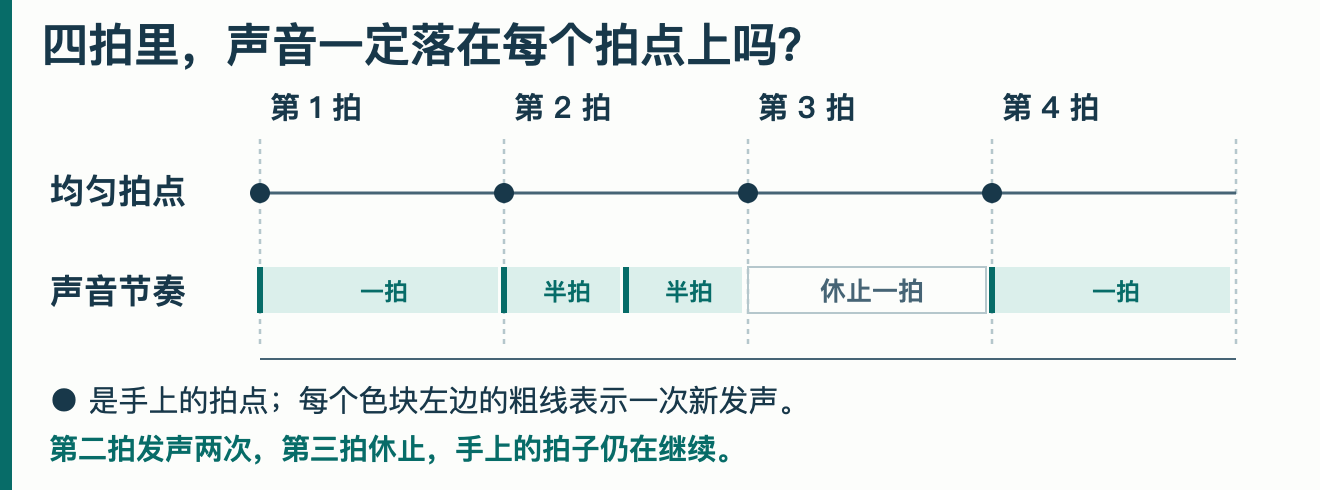 四拍里，声音一定落在每个拍点上吗？
第 1 拍 第 2 拍 第 3 拍 第 4 拍
均匀拍点
声音节奏 一拍 半拍 半拍 休止一拍 一拍
● 是手上的拍点；每个色块左边的粗线表示一次新发声。
第二拍发声两次，第三拍休止，手上的拍子仍在继续。